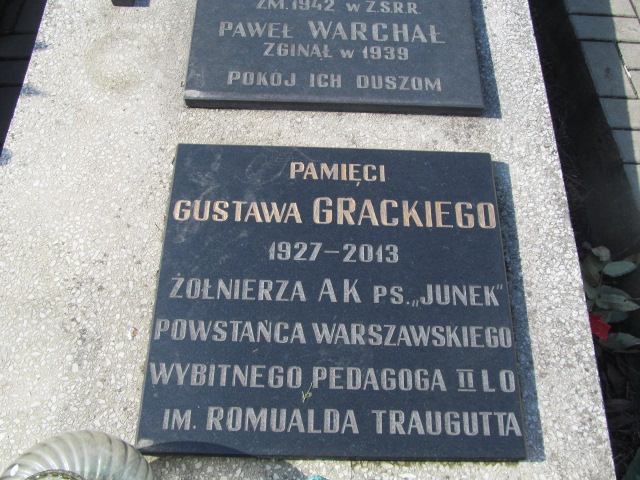 ZM. 1942 W Z.S.R.R.
PAWEŁ WARCHAŁ
ZGINĄŁ W 1939
POKÓJ ICH DUSZOM
PAMIĘCI
GUSTAWA GRACKIEGO
1927-2013
ŻOŁNIERZA AK PS. „JUNEK"
POWSTAŃCA WARSZAWSKIEGO
WYBITNEGO PEDAGOGA II LO
IM. ROMUALDA TRAUGUTTA